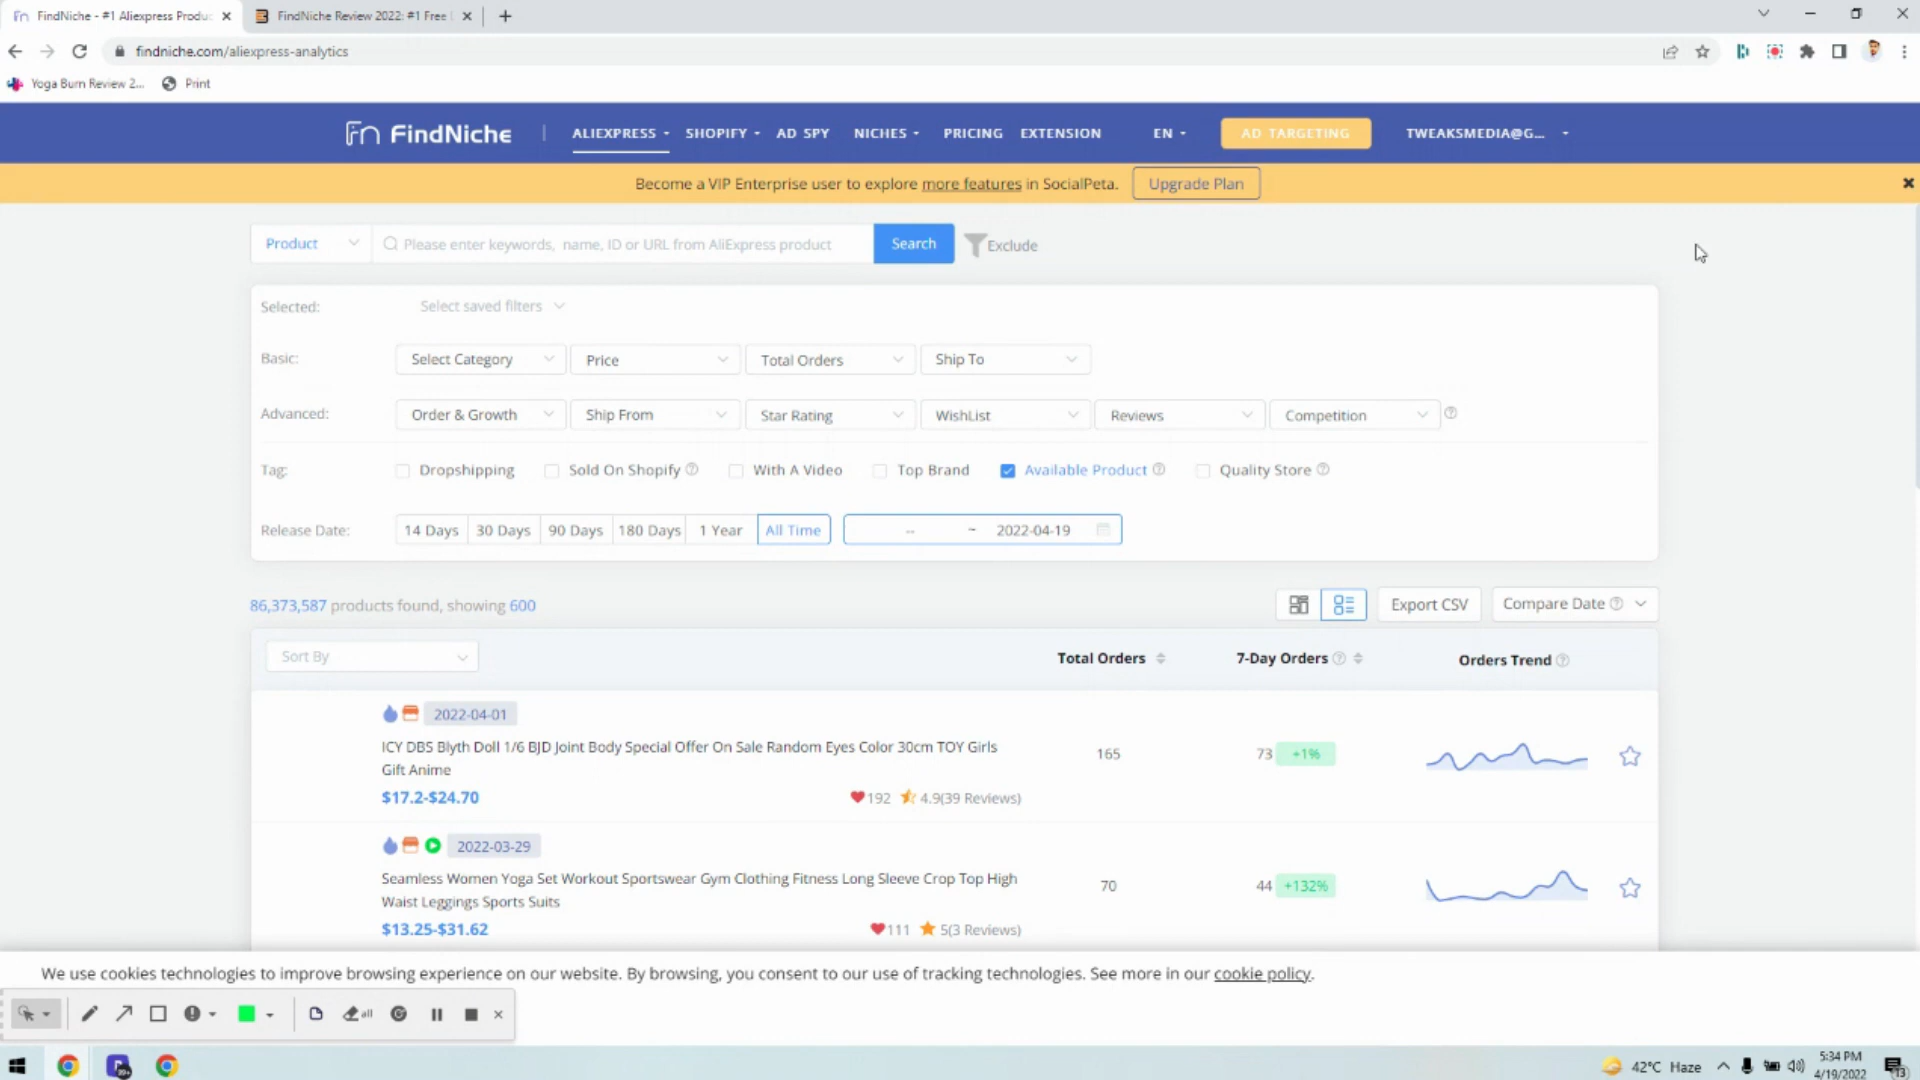 FindNiche - #1 Aliexpress Produ
FindNiche Review 2022: #1 Free
findniche.com/aliexpress-analytics
Yoga Burn Review 2... Print
FindNiche ALIEXPRESS SHOPIFY AD SPY NICHES PRICING EXTENSION EN AD TARGETING TWEAKSMEDIA@G...
Become a VIP Enterprise user to explore more features in SocialPeta. Upgrade Plan
Product Please enter keywords, name, ID or URL from AliExpress product Search Exclude
Selected: Select saved filters
Basic: Select Category Price Total Orders Ship To
Advanced: Order & Growth Ship From Star Rating WishList Reviews Competition
Tag: Dropshipping Sold On Shopify With A Video Top Brand Available Product Quality Store
Release Date: 14 Days 30 Days 90 Days 180 Days 1 Year All Time -- ~ 2022-04-19
86,373,587 products found, showing 600 Export CSV Compare Date
Sort By Total Orders 7-Day Orders Orders Trend
2022-04-01
ICY DBS Blyth Doll 1/6 BJD Joint Body Special Offer On Sale Random Eyes Color 30cm TOY Girls
Gift Anime
165 73 +1%
$17.2-$24.70 192 4.9(39 Reviews)
2022-03-29
Seamless Women Yoga Set Workout Sportswear Gym Clothing Fitness Long Sleeve Crop Top High
Waist Leggings Sports Suits
70 44 +132%
$13.25-$31.62 111 5(3 Reviews)
We use cookies technologies to improve browsing experience on our website. By browsing, you consent to our use of tracking technologies. See more in our cookie policy.
all
42°C Haze 5:34 PM
4/19/2022